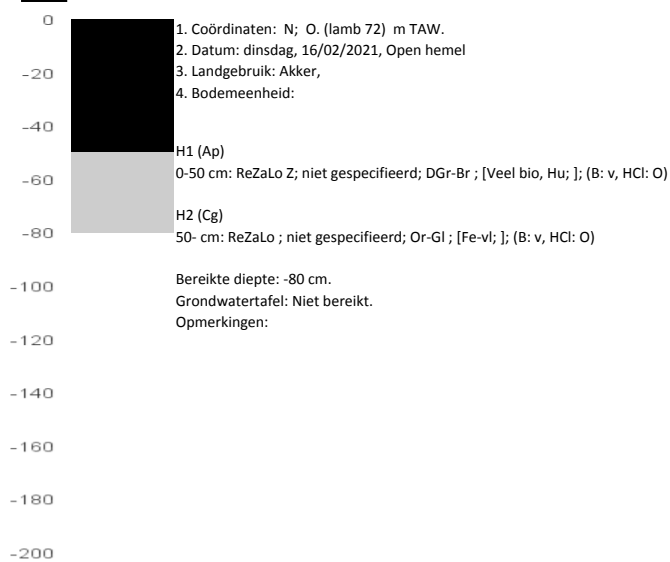 1. Coördinaten: N; O. (lamb 72) m TAW.
2. Datum: dinsdag, 16/02/2021, Open hemel
3. Landgebruik: Akker,
4. Bodemeenheid:
H1 (Ap)
0-50 cm: ReZaLo Z; niet gespecifieerd; DGr-Br ; [Veel bio, Hu; ]; (B: v, HCl: O)
H2 (Cg)
50- cm: ReZaLo ; niet gespecifieerd; Or-Gl ; [Fe-vl; ]; (B: v, HCl: O)
Bereikte diepte: -80 cm.
Grondwatertafel: Niet bereikt.
Opmerkingen:
0
-20
-40
-60
-80
-100
-120
-140
-160
-180
-200